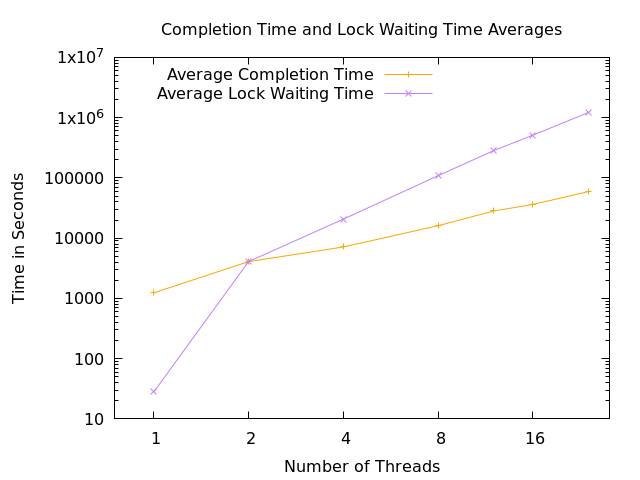 Completion Time and Lock Waiting Time Averages
1x10^7
Average Completion Time
Average Lock Waiting Time
1x10^6
100000
10000
1000
100
10
Time in Seconds
1 2 4 8 16
Number of Threads